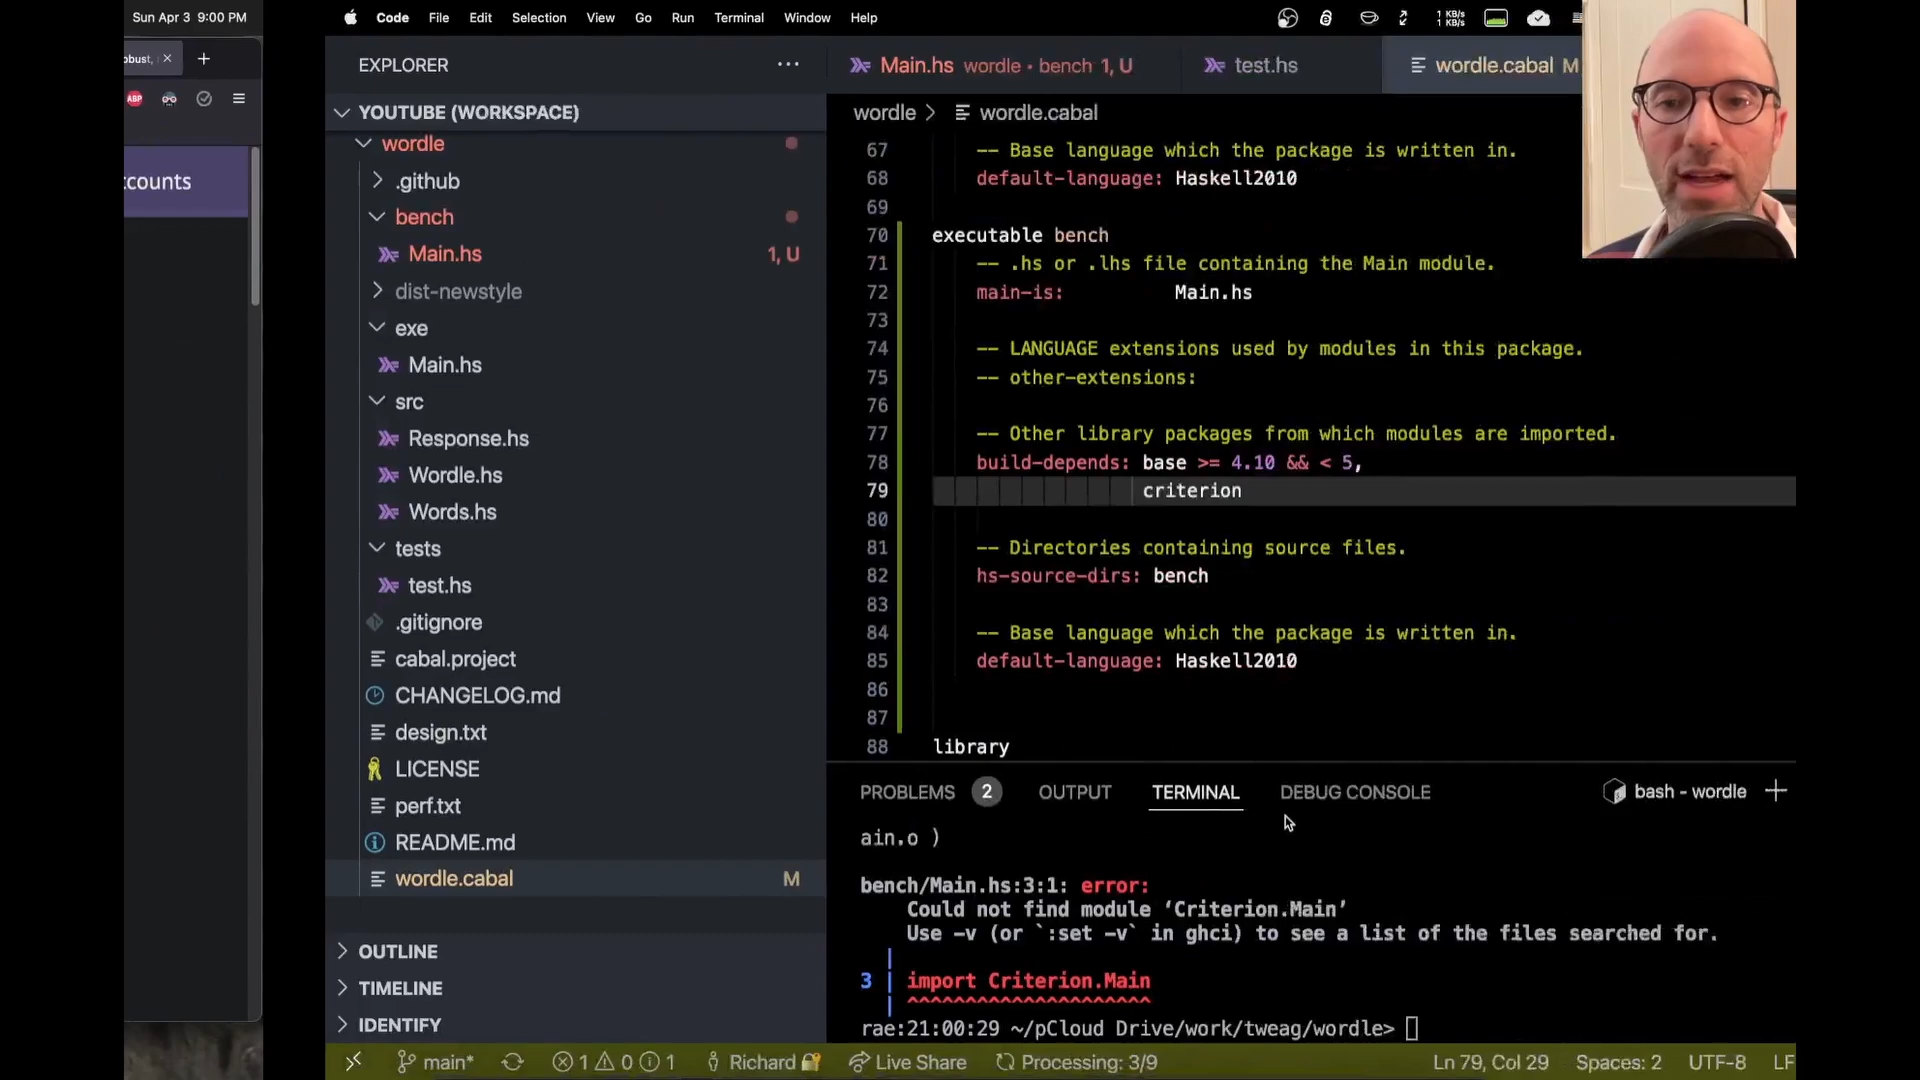 Sun Apr 3 9:00 PM
Code File Edit Selection View Go Run Terminal Window Help
1 KB/s
1 KB/s
obust,
ABP
counts
EXPLORER
YOUTUBE (WORKSPACE)
wordle
.github
bench
Main.hs 1, U
dist-newstyle
exe
Main.hs
src
Response.hs
Wordle.hs
Words.hs
tests
test.hs
.gitignore
cabal.project
CHANGELOG.md
design.txt
LICENSE
perf.txt
README.md
wordle.cabal M
OUTLINE
TIMELINE
IDENTIFY
Main.hs wordle • bench 1, U test.hs wordle.cabal M
wordle > wordle.cabal
67 -- Base language which the package is written in.
68 default-language: Haskell2010
69
70 executable bench
71 -- .hs or .lhs file containing the Main module.
72 main-is: Main.hs
73
74 -- LANGUAGE extensions used by modules in this package.
75 -- other-extensions:
76
77 -- Other library packages from which modules are imported.
78 build-depends: base >= 4.10 && < 5,
79 criterion
80
81 -- Directories containing source files.
82 hs-source-dirs: bench
83
84 -- Base language which the package is written in.
85 default-language: Haskell2010
86
87
88 library
PROBLEMS 2 OUTPUT TERMINAL DEBUG CONSOLE bash - wordle
ain.o )
bench/Main.hs:3:1: error:
Could not find module ‘Criterion.Main’
Use -v (or `:set -v` in ghci) to see a list of the files searched for.
|
3 | import Criterion.Main
| ^^^^^^^^^^^^^^^^^^^^^
rae:21:00:29 ~/pCloud Drive/work/tweag/wordle>
main* 1 0 1 Richard Live Share Processing: 3/9 Ln 79, Col 29 Spaces: 2 UTF-8 LF